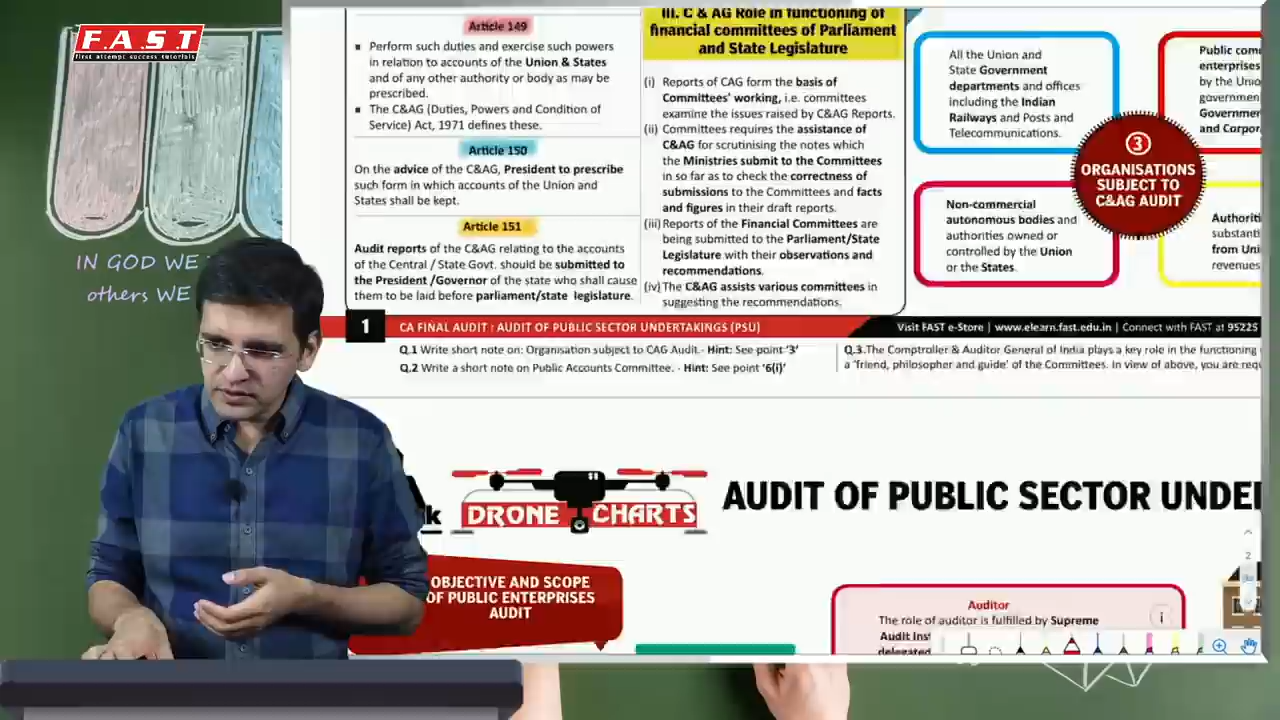 F.A.S.T
first attempt success tutorials
IN GOD WE
others WE
Article 149
▪ Perform such duties and exercise such powers
in relation to accounts of the Union & States
and of any other authority or body as may be
prescribed.
▪ The C&AG (Duties, Powers and Condition of
Service) Act, 1971 defines these.
Article 150
On the advice of the C&AG, President to prescribe
such form in which accounts of the Union and
States shall be kept.
Article 151
Audit reports of the C&AG relating to the accounts
of the Central / State Govt. should be submitted to
the President /Governor of the state who shall cause
them to be laid before parliament/state legislature.
III. C & AG Role in functioning of
financial committees of Parliament
and State Legislature
(i) Reports of CAG form the basis of
Committees' working, i.e. committees
examine the issues raised by C&AG Reports.
(ii) Committees requires the assistance of
C&AG for scrutinising the notes which
the Ministries submit to the Committees
in so far as to check the correctness of
submissions to the Committees and facts
and figures in their draft reports.
(iii) Reports of the Financial Committees are
being submitted to the Parliament/State
Legislature with their observations and
recommendations.
(iv) The C&AG assists various committees in
suggesting the recommendations.
All the Union and
State Government
departments and offices
including the Indian
Railways and Posts and
Telecommunications.
Non-commercial
autonomous bodies and
authorities owned or
controlled by the Union
or the States.
3
ORGANISATIONS
SUBJECT TO
C&AG AUDIT
Public com
enterprises
by the Unio
governmen
Governmen
and Corpor
Authoriti
substanti
from Uni
revenues
1
CA FINAL AUDIT : AUDIT OF PUBLIC SECTOR UNDERTAKINGS (PSU)
Visit FAST e-Store | www.elearn.fast.edu.in | Connect with FAST at 95225
Q.1 Write short note on: Organisation subject to CAG Audit.- Hint: See point '3'
Q.2 Write a short note on Public Accounts Committee. - Hint: See point '6(i)'
Q.3.The Comptroller & Auditor General of India plays a key role in the functioning
a 'friend, philosopher and guide' of the Committees. In view of above, you are requ
k
DRONE CHARTS
AUDIT OF PUBLIC SECTOR UNDE
OBJECTIVE AND SCOPE
OF PUBLIC ENTERPRISES
AUDIT
Auditor
The role of auditor is fulfilled by Supreme
Audit Inst
delegated
i
2